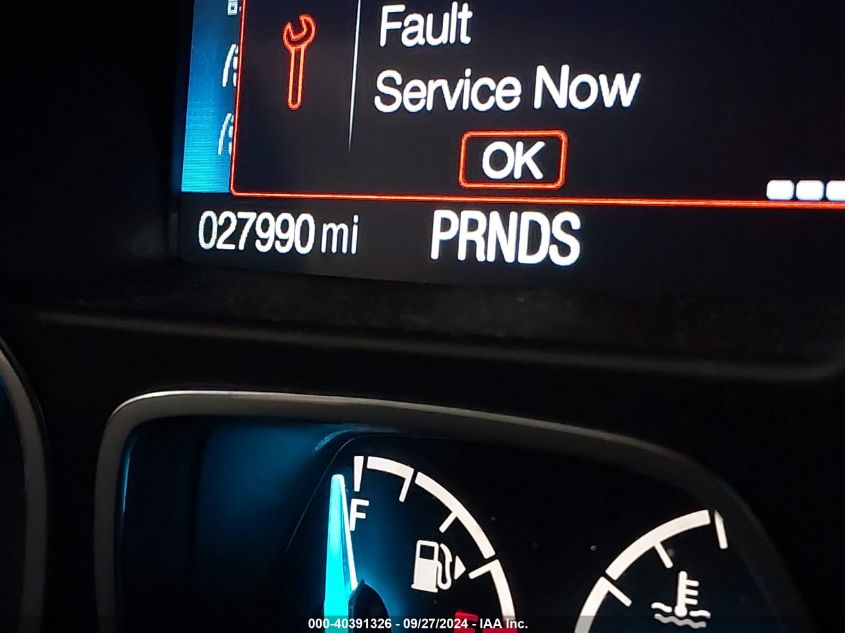 Fault
Service Now
OK
027990 mi
PRNDS
F
000-40391326 - 09/27/2024 - IAA Inc.